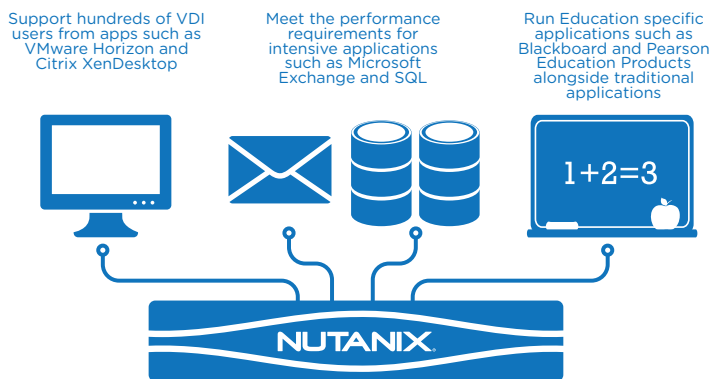 Support hundreds of VDI
users from apps such as
VMware Horizon and
Citrix XenDesktop
Meet the performance
requirements for
intensive applications
such as Microsoft
Exchange and SQL
Run Education specific
applications such as
Blackboard and Pearson
Education Products
alongside traditional
applications
1+2=3
NUTANIX.